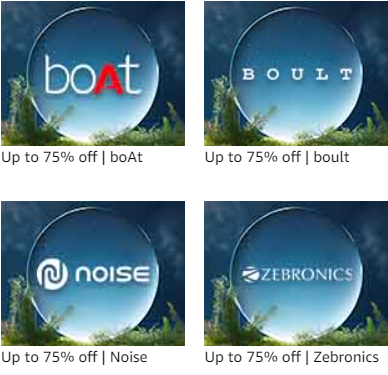 boAt
BOULT
Up to 75% off | boAt
Up to 75% off | boult
NOISE
ZEBRONICS
Up to 75% off | Noise
Up to 75% off | Zebronics